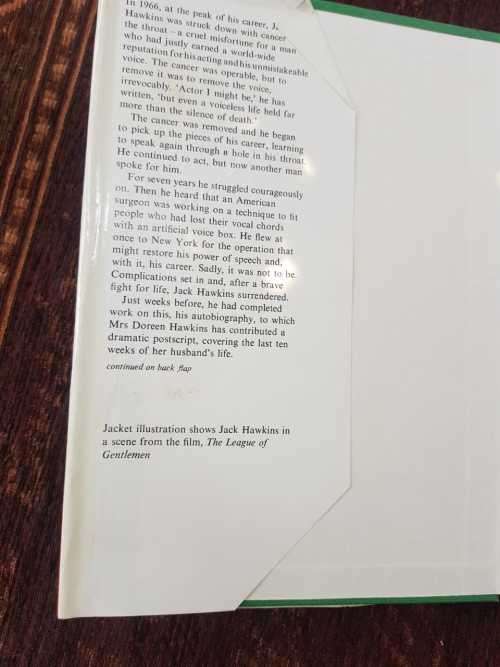 In 1966, at the peak of his career, J
Hawkins was struck down with cancer
the throat – a cruel misfortune for a man
who had justly earned a world-wide
reputation for his acting and his unmistakeable
voice. The cancer was operable, but to
remove it was to remove the voice,
irrevocably. 'Actor I might be,' he has
written, 'but even a voiceless life held far
more than the silence of death.'
The cancer was removed and he began
to pick up the pieces of his career, learning
to speak again through a hole in his throat.
He continued to act, but now another man
spoke for him.
For seven years he struggled courageously
on. Then he heard that an American
surgeon was working on a technique to fit
people who had lost their vocal chords
with an artificial voice box. He flew at
once to New York for the operation that
might restore his power of speech and,
with it, his career. Sadly, it was not to be.
Complications set in and, after a brave
fight for life, Jack Hawkins surrendered.
Just weeks before, he had completed
work on this, his autobiography, to which
Mrs Doreen Hawkins has contributed a
dramatic postscript, covering the last ten
weeks of her husband's life.
continued on back flap
Jacket illustration shows Jack Hawkins in
a scene from the film, The League of
Gentlemen